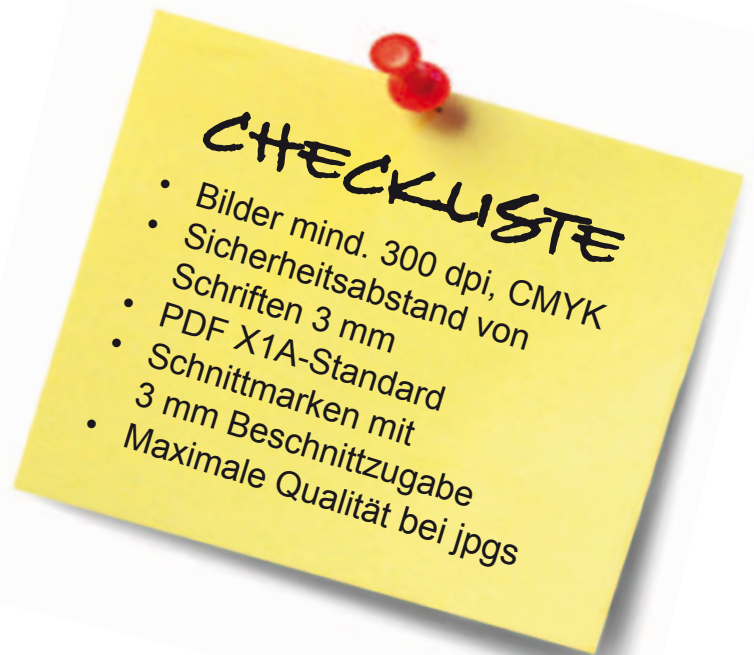 CHECKLISTE
• Bilder mind. 300 dpi, CMYK
• Sicherheitsabstand von
Schriften 3 mm
• PDF X1A-Standard
• Schnittmarken mit
3 mm Beschnittzugabe
• Maximale Qualität bei jpgs